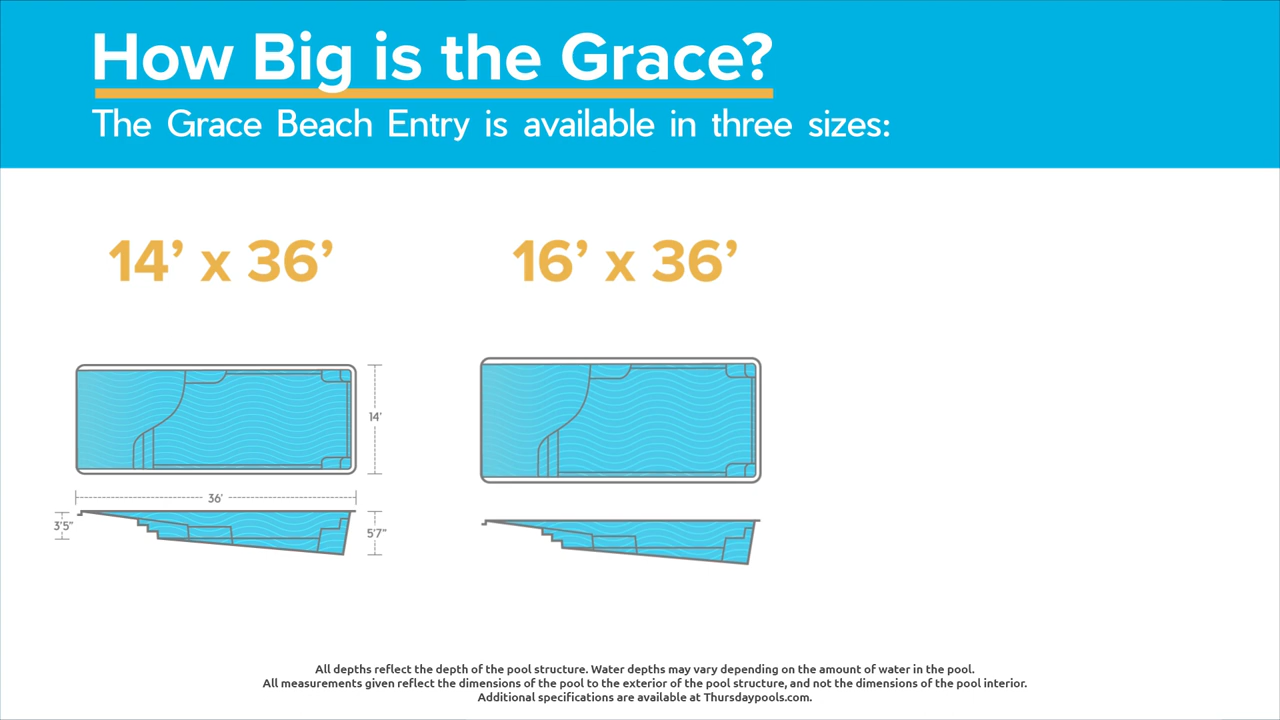 How Big is the Grace?
The Grace Beach Entry is available in three sizes:
14’ x 36’
16’ x 36’
14'
36'
3'5"
5'7"
All depths reflect the depth of the pool structure. Water depths may vary depending on the amount of water in the pool.
All measurements given reflect the dimensions of the pool to the exterior of the pool structure, and not the dimensions of the pool interior.
Additional specifications are available at Thursdaypools.com.